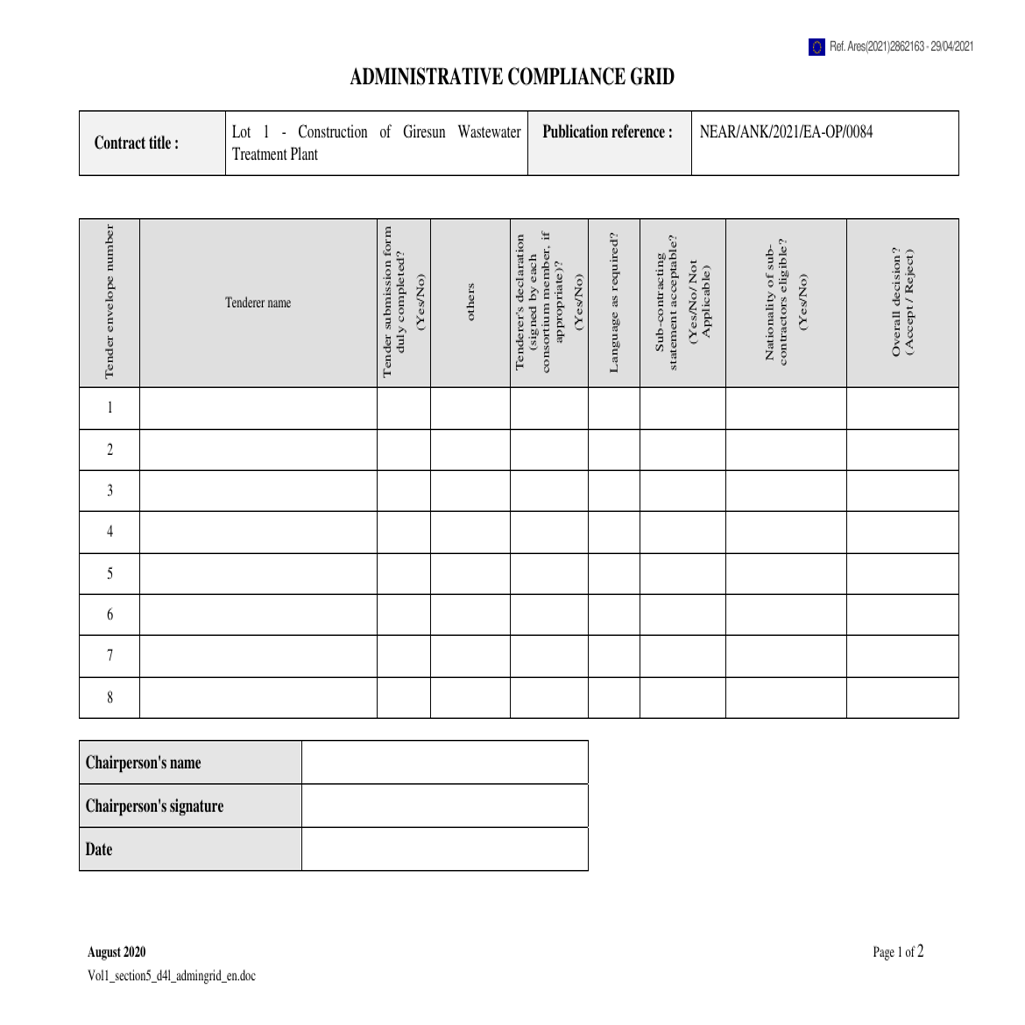 Ref. Ares(2021)2862163 - 29/04/2021
ADMINISTRATIVE COMPLIANCE GRID
Contract title :
Lot 1 - Construction of Giresun Wastewater
Treatment Plant
Publication reference :
NEAR/ANK/2021/EA-OP/0084
Tender envelope number
Tenderer name
Tender submission form
duly completed?
(Yes/No)
others
Tenderer's declaration
(signed by each
consortium member, if
appropriate)?
(Yes/No)
Language as required?
Sub-contracting
statement acceptable?
(Yes/No/ Not
Applicable)
Nationality of sub-
contractors eligible?
(Yes/No)
Overall decision?
(Accept / Reject)
1
2
3
4
5
6
7
8
Chairperson's name
Chairperson's signature
Date
August 2020
Page 1 of 2
Vol1_section5_d4l_admingrid_en.doc